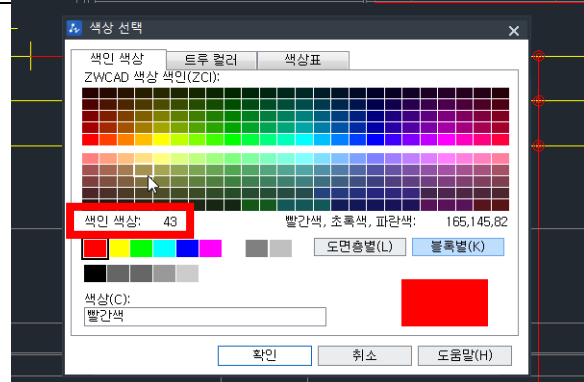 색상 선택
색인 색상 트루 컬러 색상표
ZWCAD 색상 색인(ZCI):
색인 색상: 43 빨간색, 초록색, 파란색: 165,145,82
도면층별(L) 블록별(K)
색상(C):
빨간색
확인 취소 도움말(H)